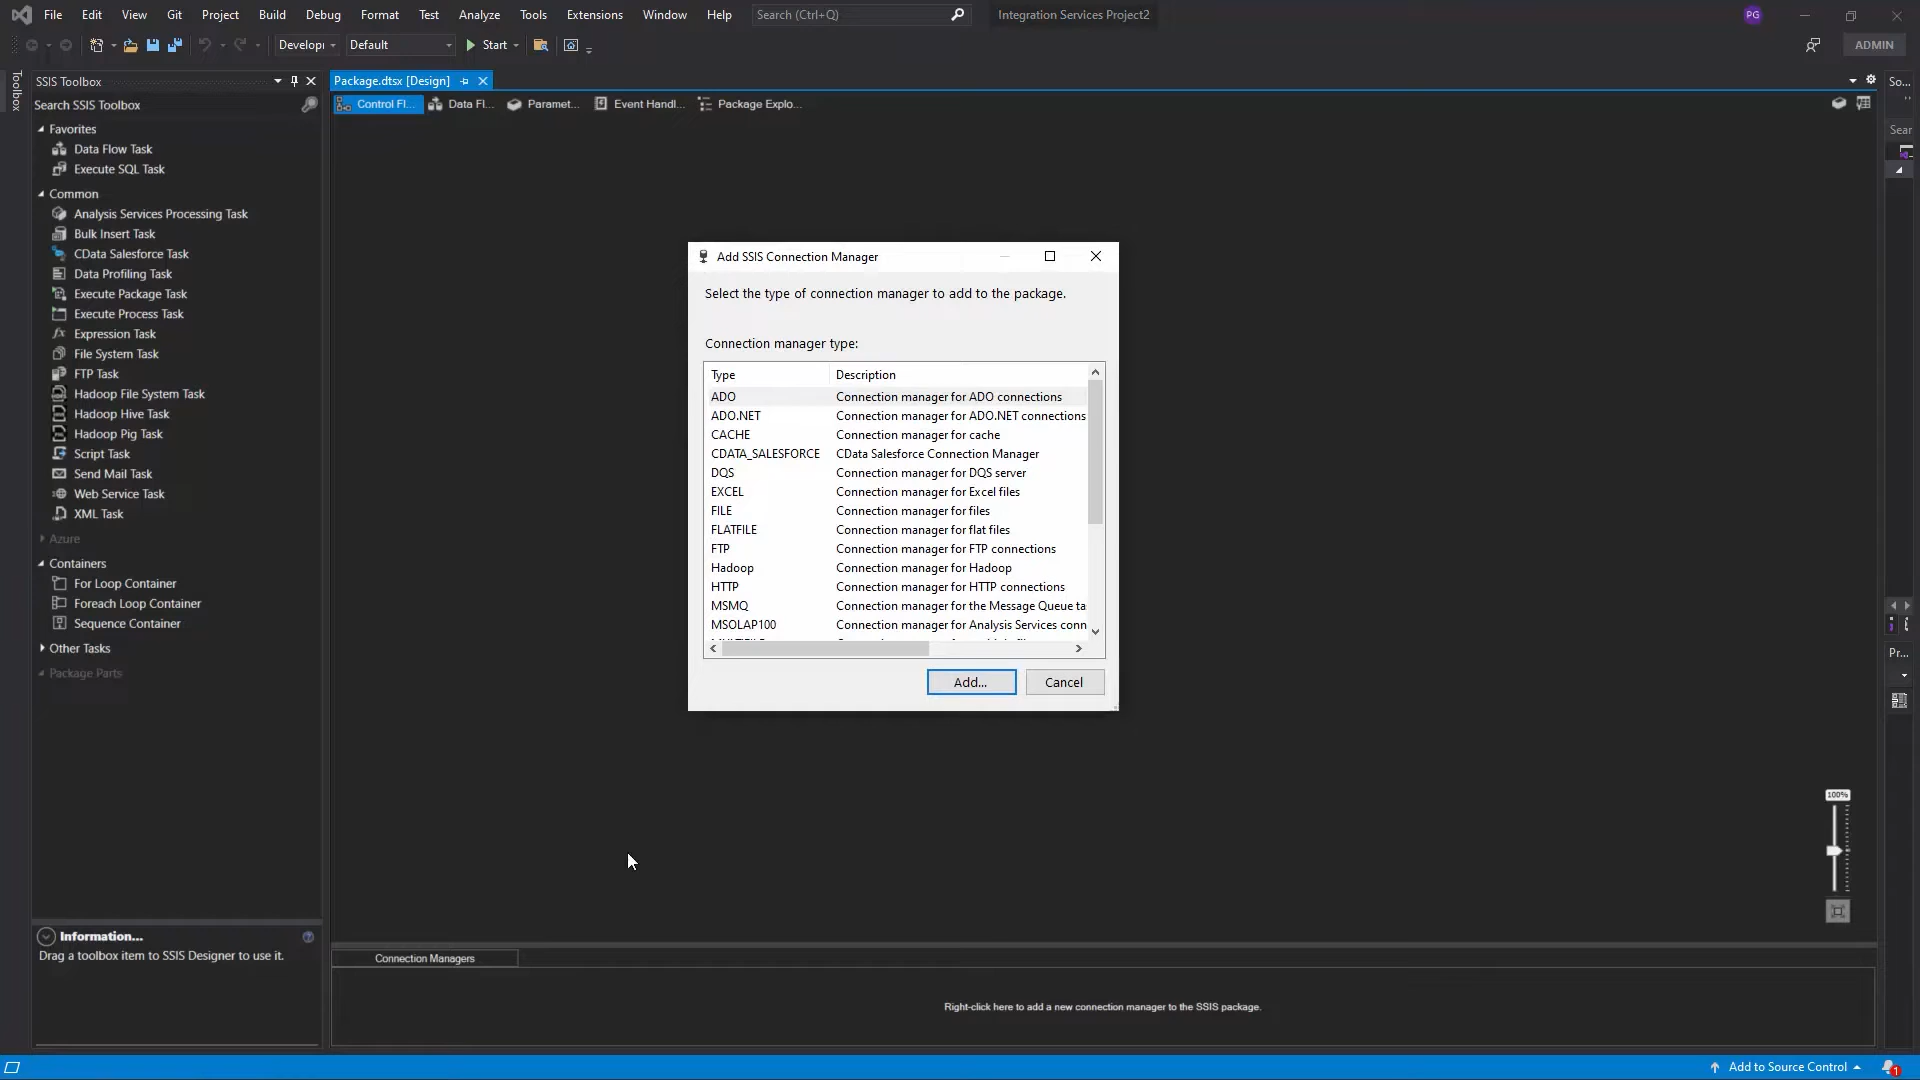 File Edit View Git Project Build Debug Format Test Analyze Tools Extensions Window Help Search (Ctrl+Q) Integration Services Project2 PG
Developi Default Start ADMIN
Toolbox
SSIS Toolbox
Search SSIS Toolbox
Favorites
Data Flow Task
Execute SQL Task
Common
Analysis Services Processing Task
Bulk Insert Task
CData Salesforce Task
Data Profiling Task
Execute Package Task
Execute Process Task
Expression Task
File System Task
FTP Task
Hadoop File System Task
Hadoop Hive Task
Hadoop Pig Task
Script Task
Send Mail Task
Web Service Task
XML Task
Azure
Containers
For Loop Container
Foreach Loop Container
Sequence Container
Other Tasks
Package Parts
Information...
Drag a toolbox item to SSIS Designer to use it.
Package.dtsx [Design]
Control Fl... Data Fl... Paramet... Event Handl... Package Explo...
Add SSIS Connection Manager
Select the type of connection manager to add to the package.
Connection manager type:
Type Description
ADO Connection manager for ADO connections
ADO.NET Connection manager for ADO.NET connections
CACHE Connection manager for cache
CDATA_SALESFORCE CData Salesforce Connection Manager
DQS Connection manager for DQS server
EXCEL Connection manager for Excel files
FILE Connection manager for files
FLATFILE Connection manager for flat files
FTP Connection manager for FTP connections
Hadoop Connection manager for Hadoop
HTTP Connection manager for HTTP connections
MSMQ Connection manager for the Message Queue ta
MSOLAP100 Connection manager for Analysis Services conn
Add... Cancel
100%
Connection Managers
Right-click here to add a new connection manager to the SSIS package.
So...
Sear
Pr...
Add to Source Control 1